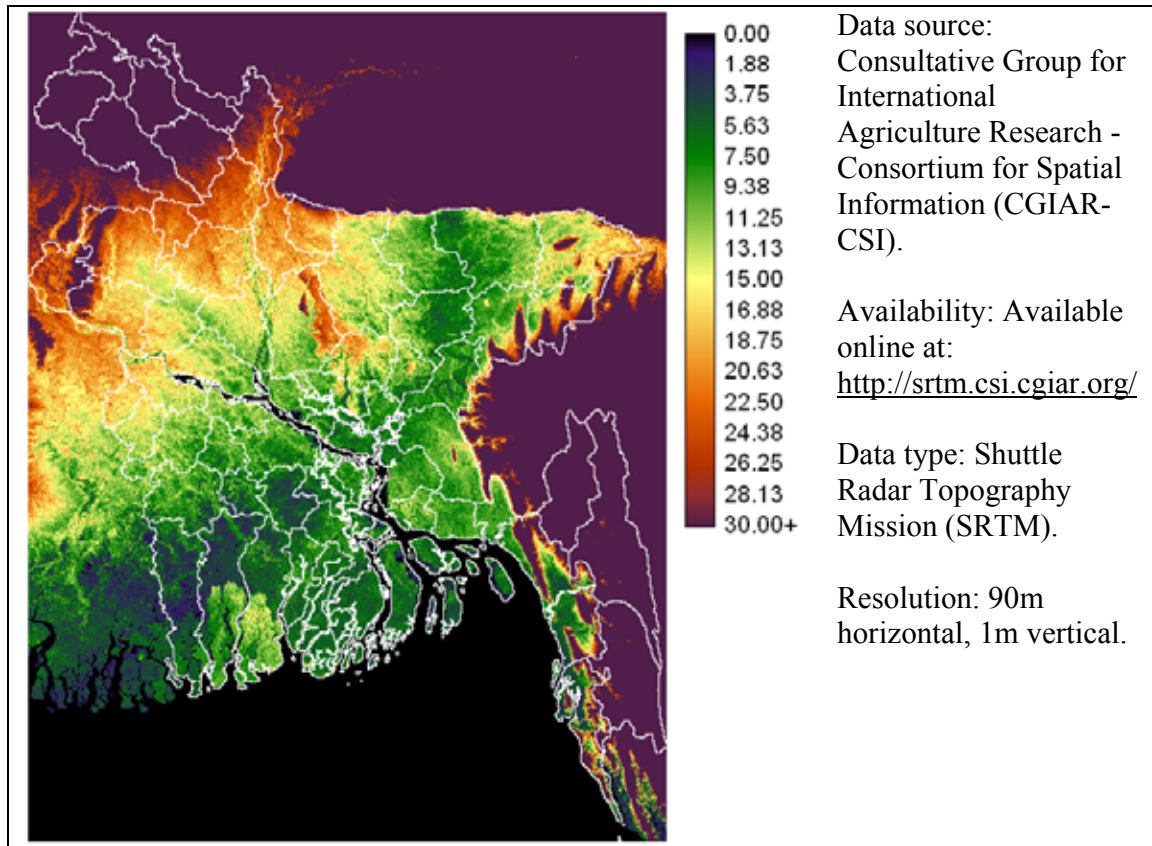 0.00
1.88
3.75
5.63
7.50
9.38
11.25
13.13
15.00
16.88
18.75
20.63
22.50
24.38
26.25
28.13
30.00+
Data source:
Consultative Group for
International
Agriculture Research -
Consortium for Spatial
Information (CGIAR-
CSI).
Availability: Available
online at:
http://srtm.csi.cgiar.org/
Data type: Shuttle
Radar Topography
Mission (SRTM).
Resolution: 90m
horizontal, 1m vertical.